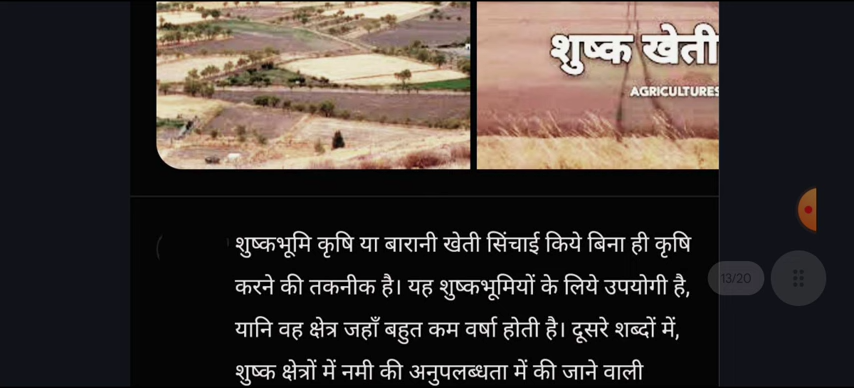 शुष्क खेती
AGRICULTURES
शुष्कभूमि कृषि या बारानी खेती सिंचाई किये बिना ही कृषि
13/20
करने की तकनीक है। यह शुष्कभूमियों के लिये उपयोगी है,
यानि वह क्षेत्र जहाँ बहुत कम वर्षा होती है। दूसरे शब्दों में,
शुष्क क्षेत्रों में नमी की अनुपलब्धता में की जाने वाली